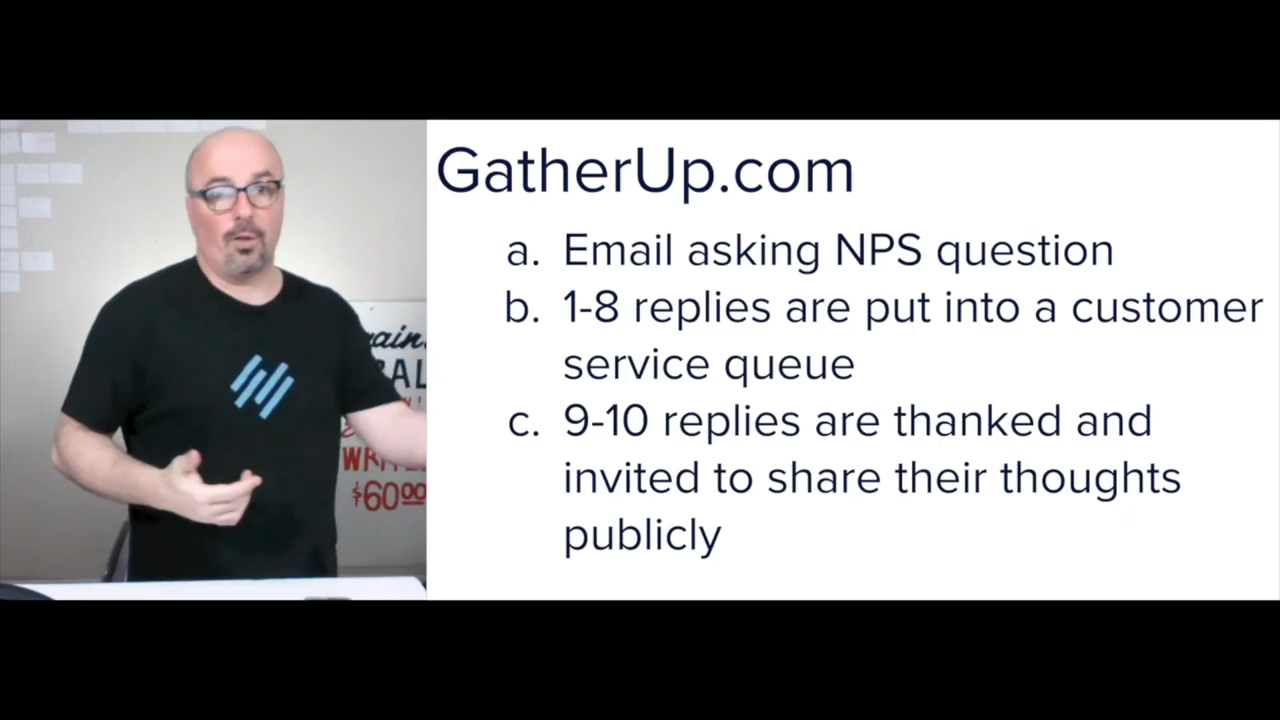 GatherUp.com
a. Email asking NPS question
b. 1-8 replies are put into a customer
service queue
c. 9-10 replies are thanked and
invited to share their thoughts
publicly
$60⁰⁰